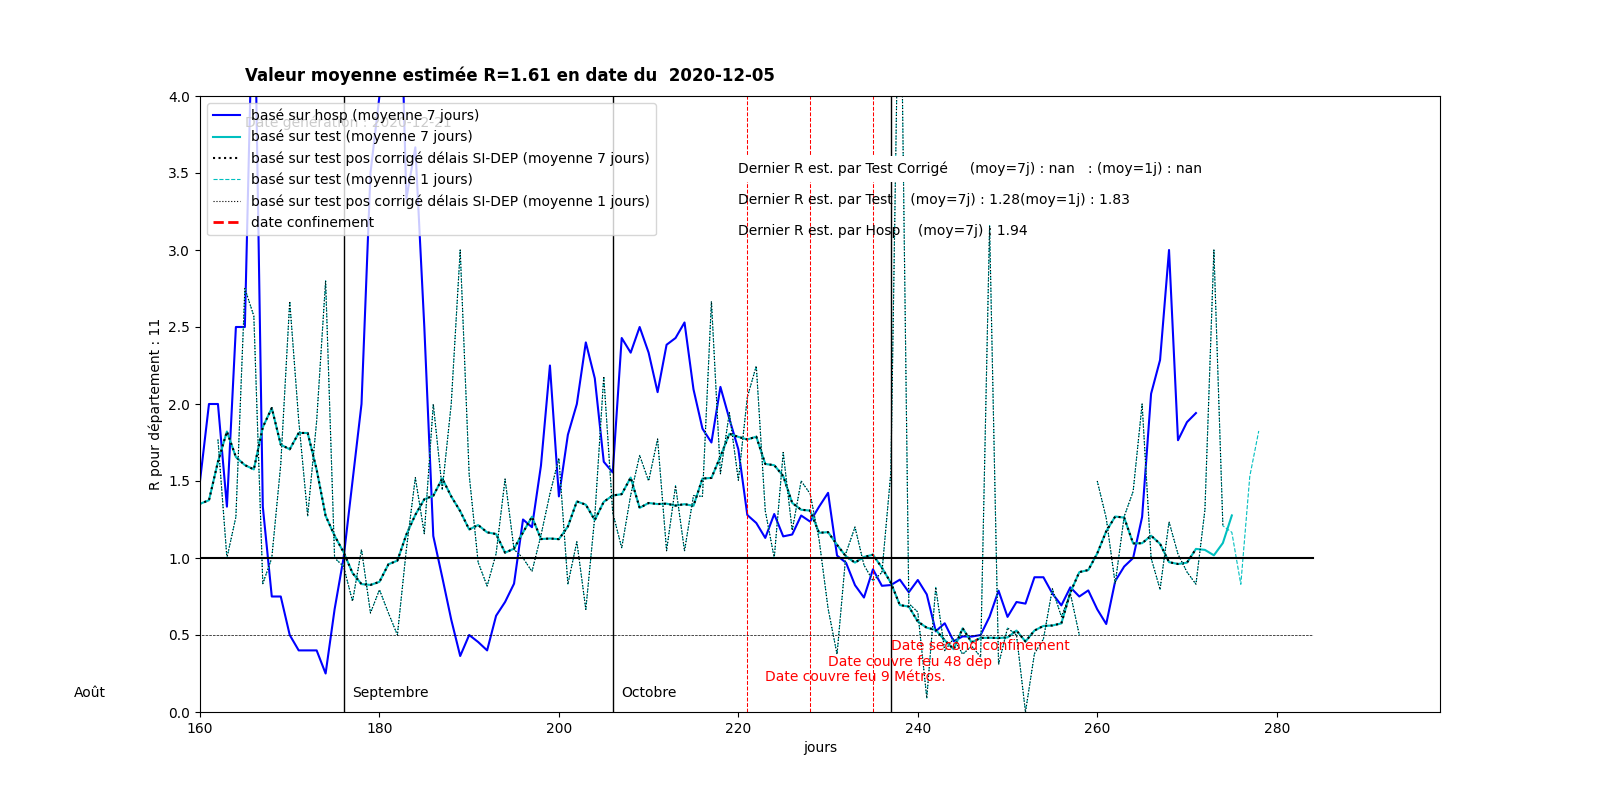 Valeur moyenne estimée R=1.61 en date du  2020-12-05
Date génération : 2020-12-21
basé sur hosp (moyenne 7 jours)
basé sur test (moyenne 7 jours)
basé sur test pos corrigé délais SI-DEP (moyenne 7 jours)
basé sur test (moyenne 1 jours)
basé sur test pos corrigé délais SI-DEP (moyenne 1 jours)
date confinement
Dernier R est. par Test Corrigé     (moy=7j) : nan   : (moy=1j) : nan
Dernier R est. par Test    (moy=7j) : 1.28(moy=1j) : 1.83
Dernier R est. par Hosp    (moy=7j) : 1.94
R pour département : 11
4.0
3.5
3.0
2.5
2.0
1.5
1.0
0.5
0.0
Date second confinement
Date couvre feu 48 dep
Date couvre feu 9 Métros.
Août
Septembre
Octobre
160
180
200
220
240
260
280
jours